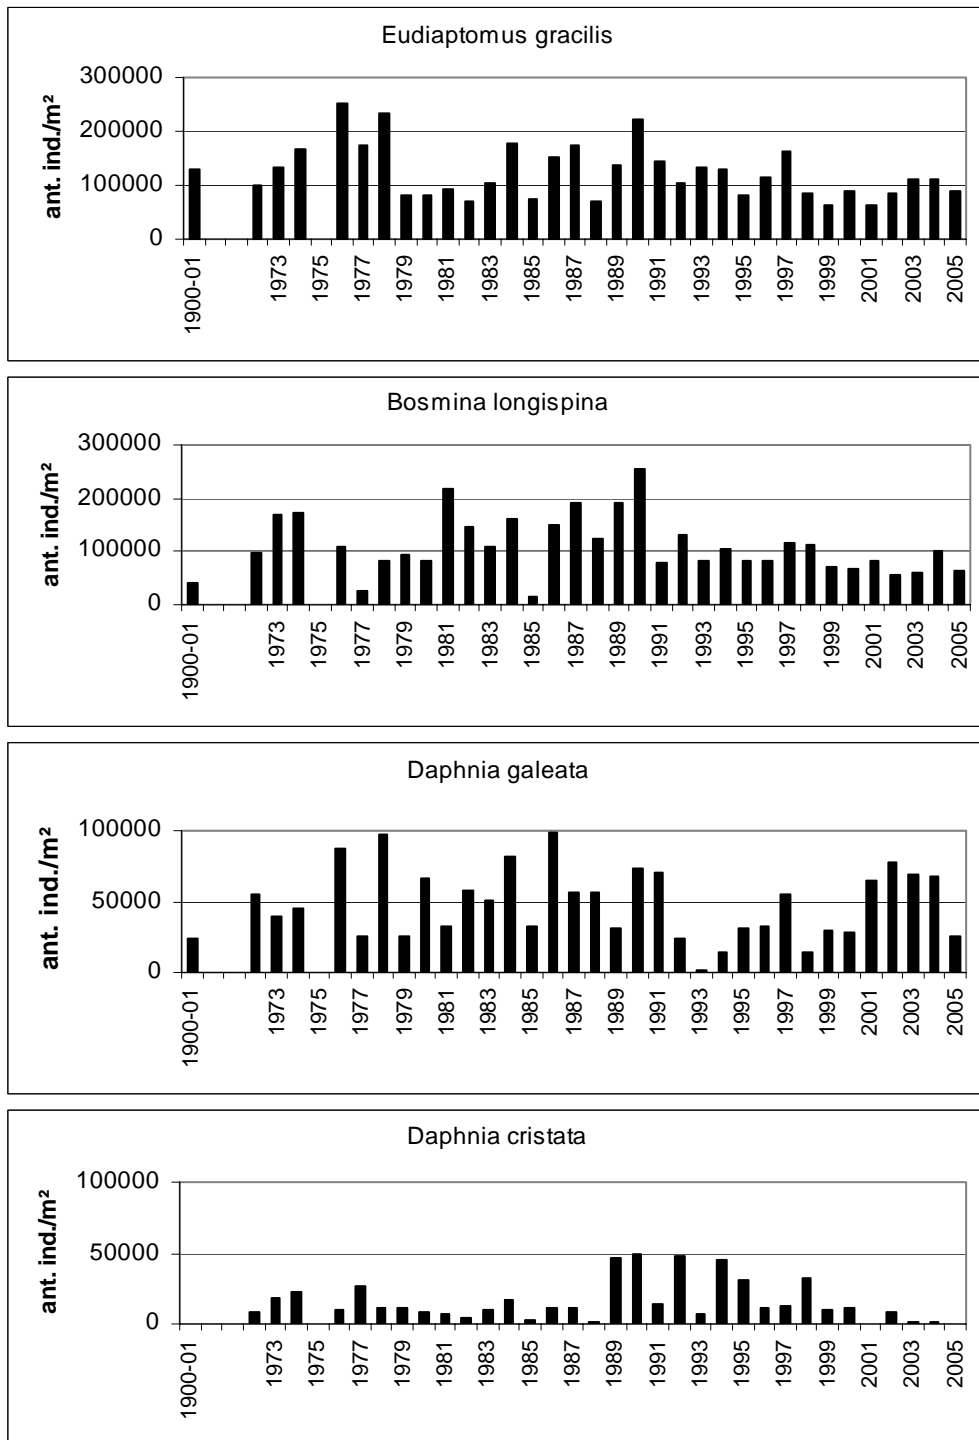 Eudiaptomus gracilis
ant. ind./m²
300000
200000
100000
0
1900-01 1973 1975 1977 1979 1981 1983 1985 1987 1989 1991 1993 1995 1997 1999 2001 2003 2005
Bosmina longispina
ant. ind./m²
300000
200000
100000
0
1900-01 1973 1975 1977 1979 1981 1983 1985 1987 1989 1991 1993 1995 1997 1999 2001 2003 2005
Daphnia galeata
ant. ind./m²
100000
50000
0
1900-01 1973 1975 1977 1979 1981 1983 1985 1987 1989 1991 1993 1995 1997 1999 2001 2003 2005
Daphnia cristata
ant. ind./m²
100000
50000
0
1900-01 1973 1975 1977 1979 1981 1983 1985 1987 1989 1991 1993 1995 1997 1999 2001 2003 2005